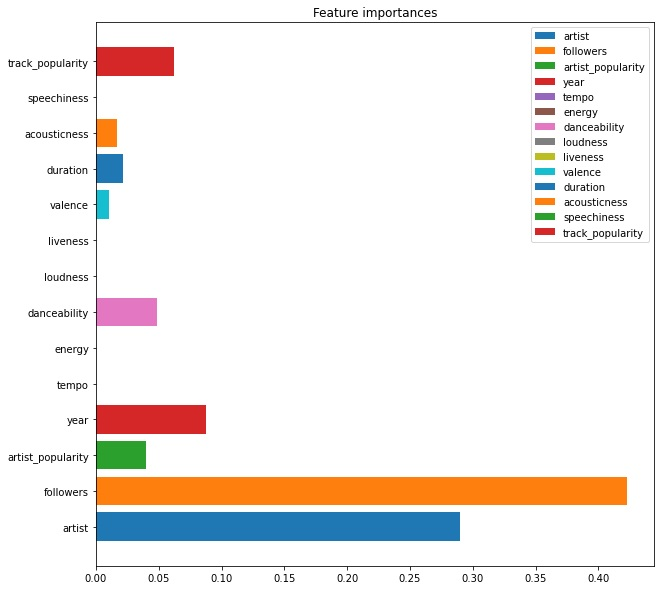 Feature importances
track_popularity
speechiness
acousticness
duration
valence
liveness
loudness
danceability
energy
tempo
year
artist_popularity
followers
artist
0.00 0.05 0.10 0.15 0.20 0.25 0.30 0.35 0.40
artist
followers
artist_popularity
year
tempo
energy
danceability
loudness
liveness
valence
duration
acousticness
speechiness
track_popularity